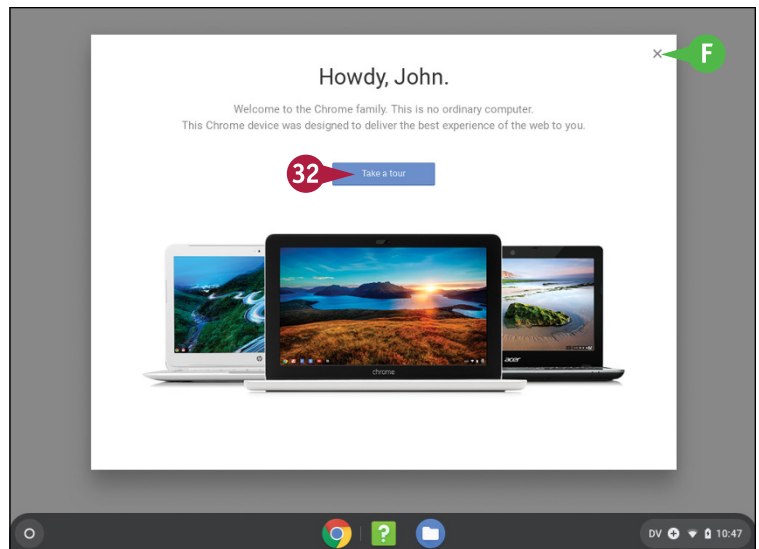 F
Howdy, John.
Welcome to the Chrome family. This is no ordinary computer.
This Chrome device was designed to deliver the best experience of the web to you.
32 Take a tour
acer
chrome
DV 10:47